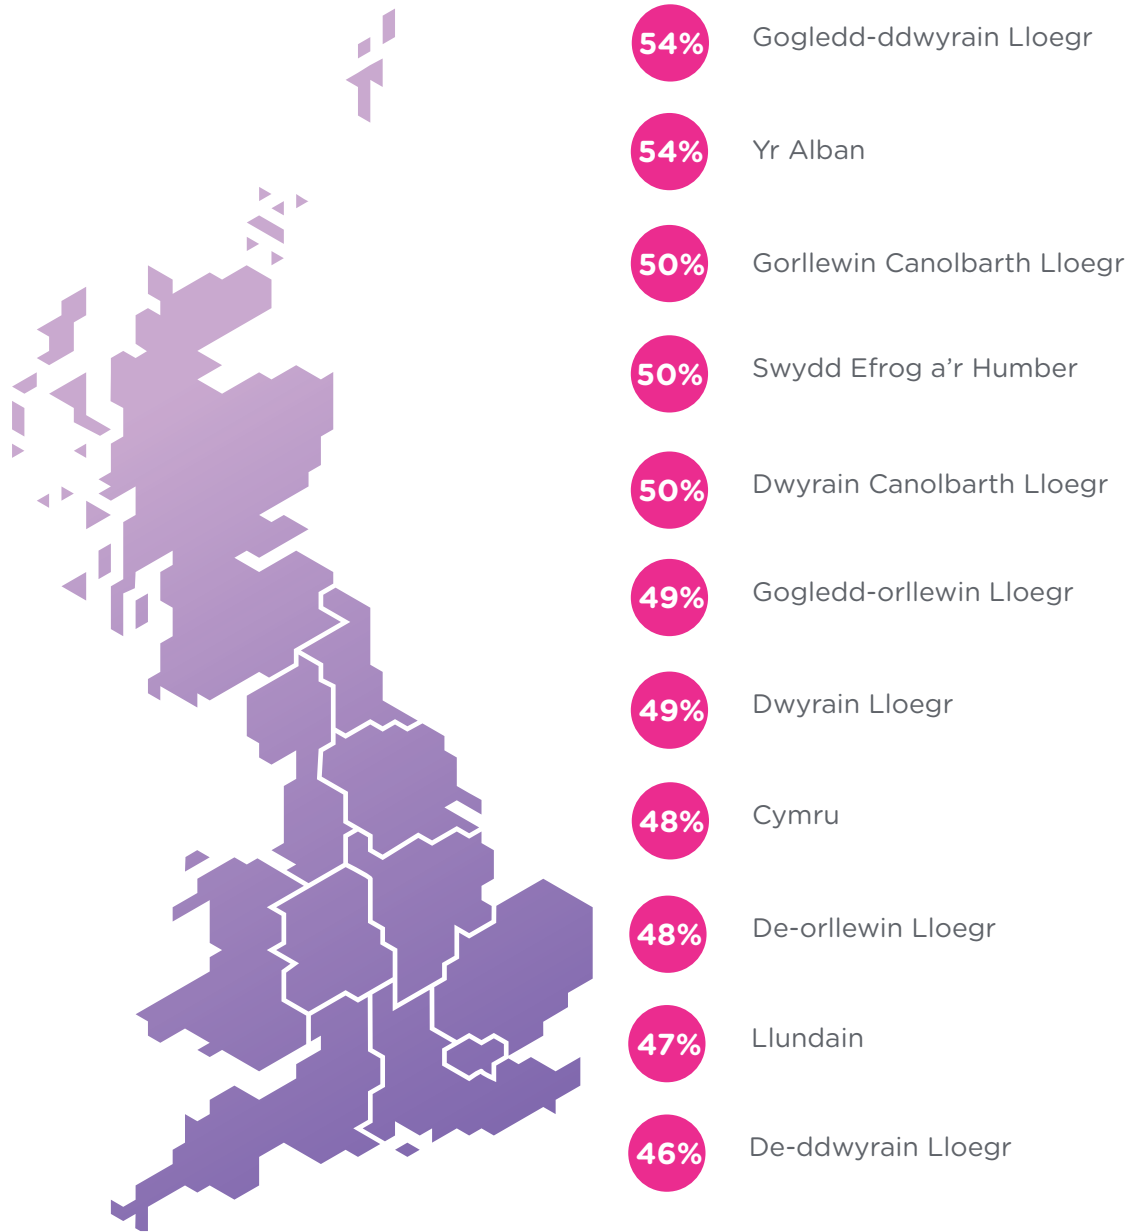 54% Gogledd-ddwyrain Lloegr
54% Yr Alban
50% Gorllewin Canolbarth Lloegr
50% Swydd Efrog a’r Humber
50% Dwyrain Canolbarth Lloegr
49% Gogledd-orllewin Lloegr
49% Dwyrain Lloegr
48% Cymru
48% De-orllewin Lloegr
47% Llundain
46% De-ddwyrain Lloegr